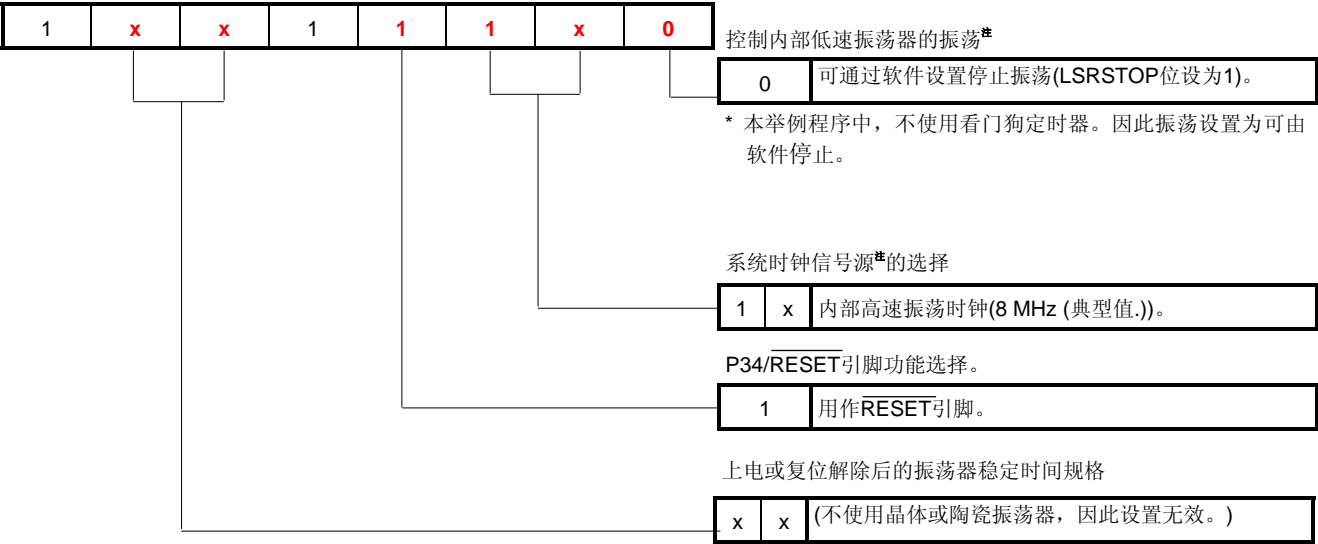 1 x x 1 1 1 x 0
控制内部低速振荡器的振荡注
0 可通过软件设置停止振荡(LSRSTOP位设为1)。
* 本举例程序中，不使用看门狗定时器。因此振荡设置为可由
软件停止。
系统时钟信号源注的选择
1 x 内部高速振荡时钟(8 MHz (典型值.))。
P34/RESET引脚功能选择。
1 用作RESET引脚。
上电或复位解除后的振荡器稳定时间规格
x x (不使用晶体或陶瓷振荡器，因此设置无效。)